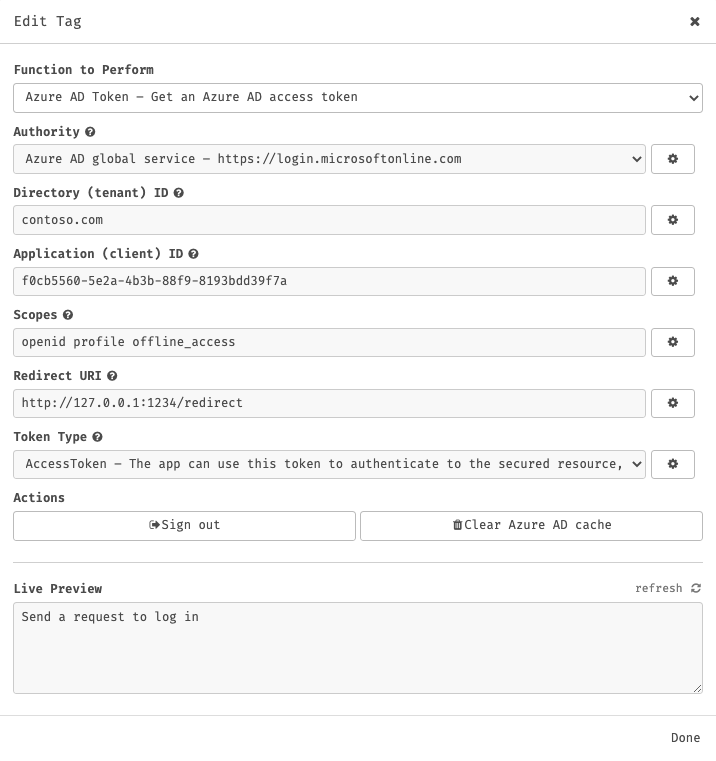 Edit Tag
Function to Perform
Azure AD Token – Get an Azure AD access token
Authority
Azure AD global service – https://login.microsoftonline.com
Directory (tenant) ID
contoso.com
Application (client) ID
f0cb5560-5e2a-4b3b-88f9-8193bdd39f7a
Scopes
openid profile offline_access
Redirect URI
http://127.0.0.1:1234/redirect
Token Type
AccessToken – The app can use this token to authenticate to the secured resource,
Actions
Sign out
Clear Azure AD cache
Live Preview
refresh
Send a request to log in
Done